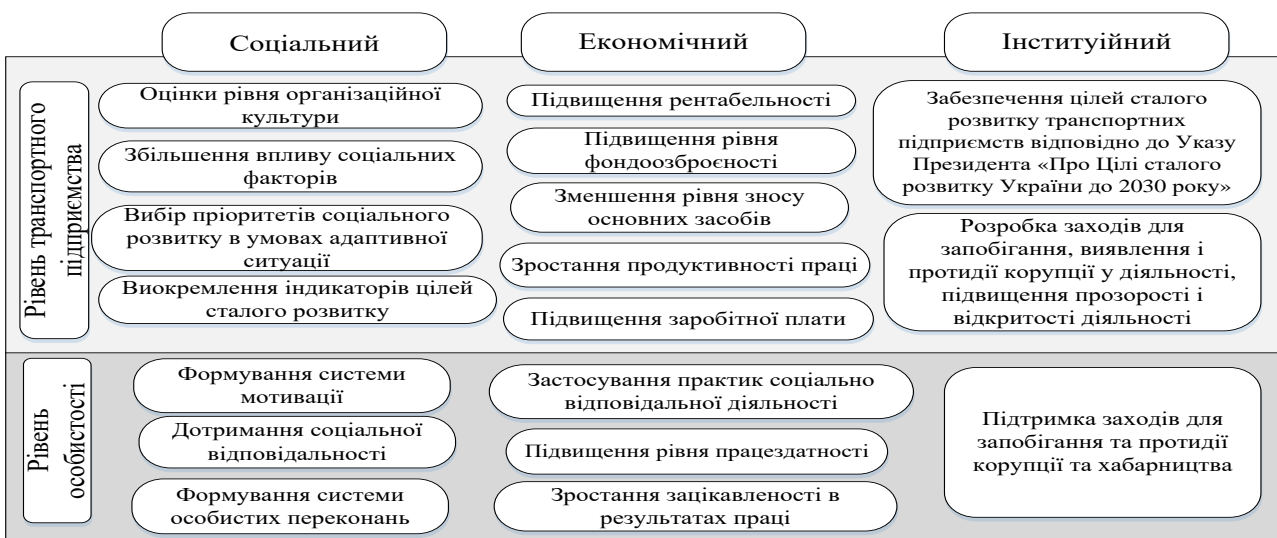 Соціальний
Економічний
Інституійний
Рівень транспортного
підприємства
Оцінки рівня організаційної
культури
Збільшення впливу соціальних
факторів
Вибір пріоритетів соціального
розвитку в умовах адаптивної
ситуації
Виокремлення індикаторів цілей
сталого розвитку
Підвищення рентабельності
Підвищення рівня
фондоозброєності
Зменшення рівня зносу
основних засобів
Зростання продуктивності праці
Підвищення заробітної плати
Забезпечення цілей сталого
розвитку транспортних
підприємств відповідно до Указу
Президента «Про Цілі сталого
розвитку України до 2030 року»
Розробка заходів для
запобігання, виявлення і
протидії корупції у діяльності,
підвищення прозорості і
відкритості діяльності
Рівень
особистості
Формування системи
мотивації
Дотримання соціальної
відповідальності
Формування системи
особистих переконань
Застосування практик соціально
відповідальної діяльності
Підвищення рівня працездатності
Зростання зацікавленості в
результатах праці
Підтримка заходів для
запобігання та протидії
корупції та хабарництва